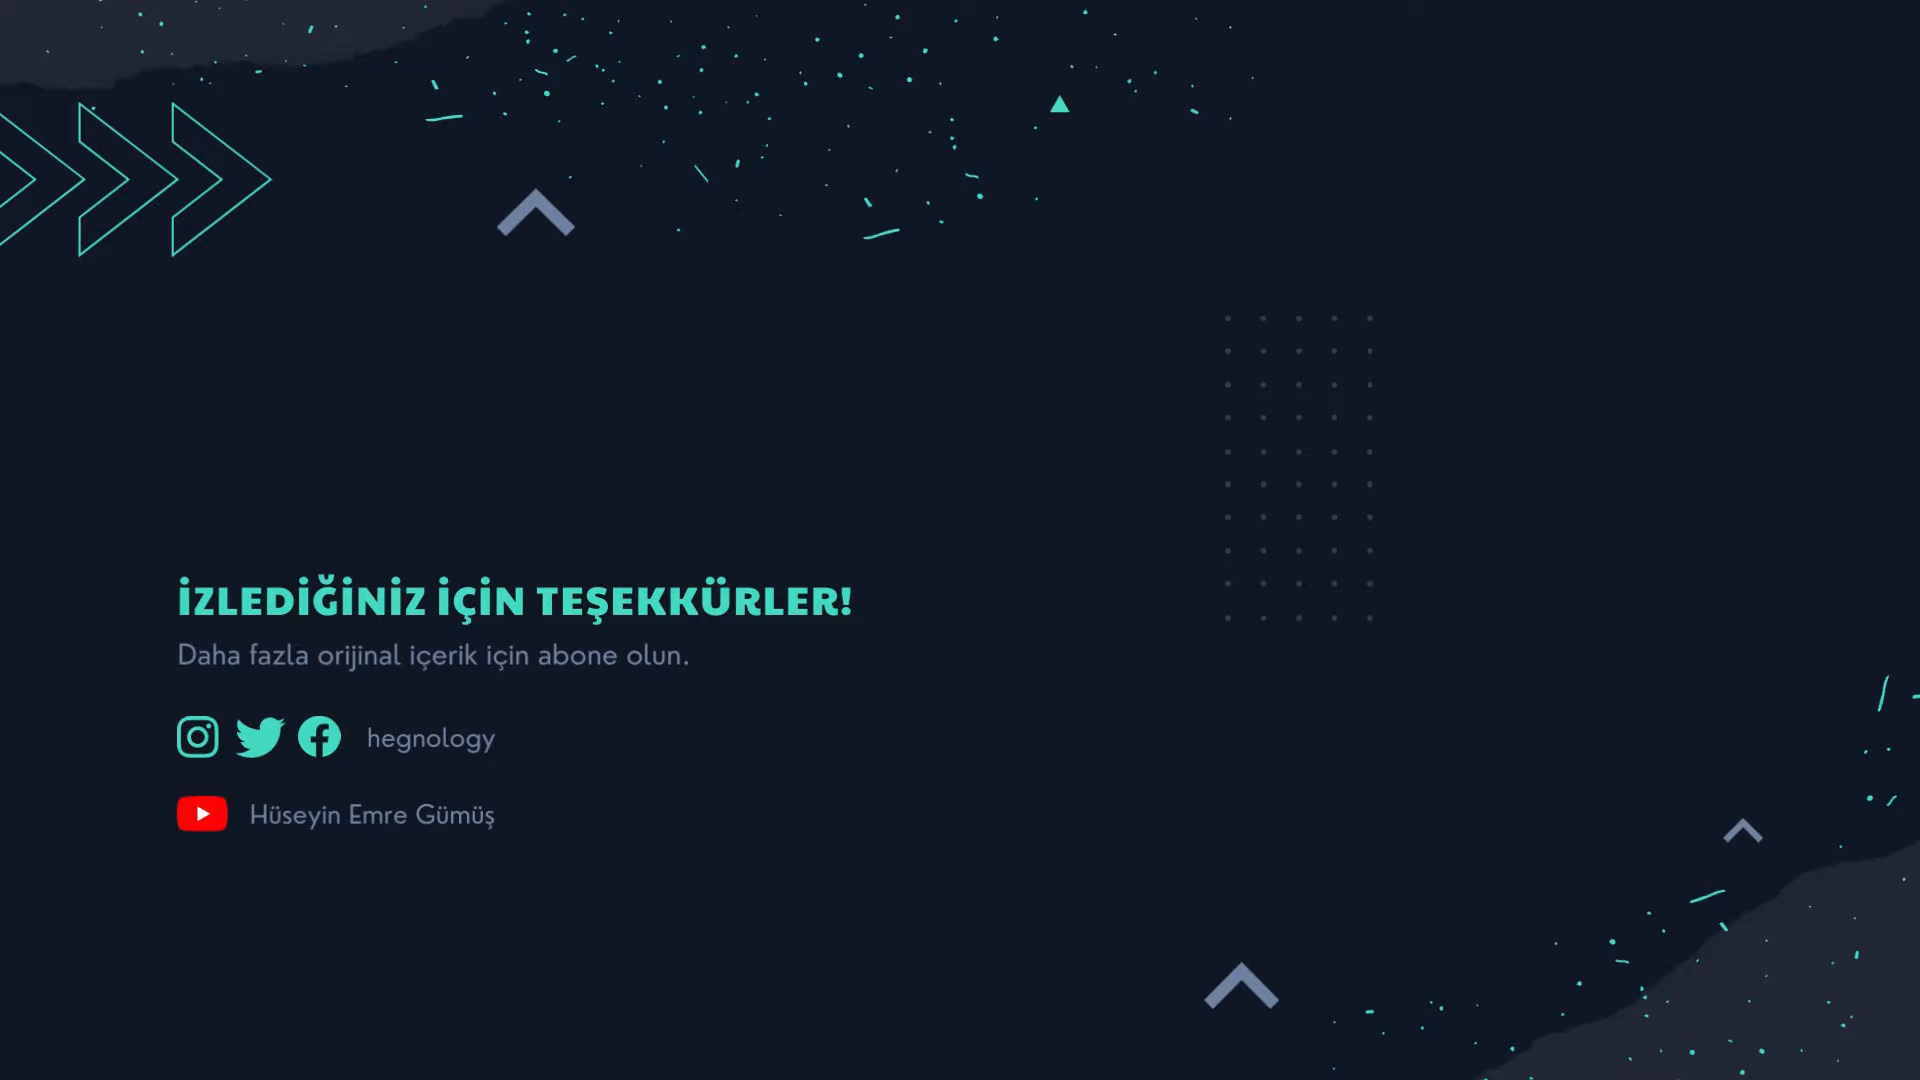 İZLEDİĞİNİZ İÇİN TEŞEKKÜRLER!
Daha fazla orijinal içerik için abone olun.
hegnology
Hüseyin Emre Gümüş